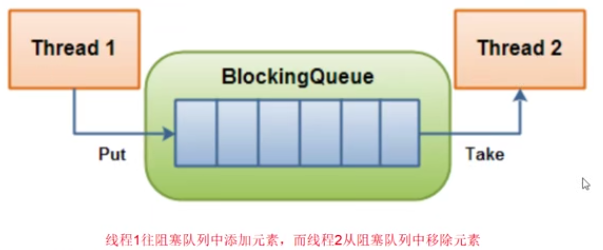 Thread 1
Thread 2
BlockingQueue
Put
Take
线程1往阻塞队列中添加元素，而线程2从阻塞队列中移除元素